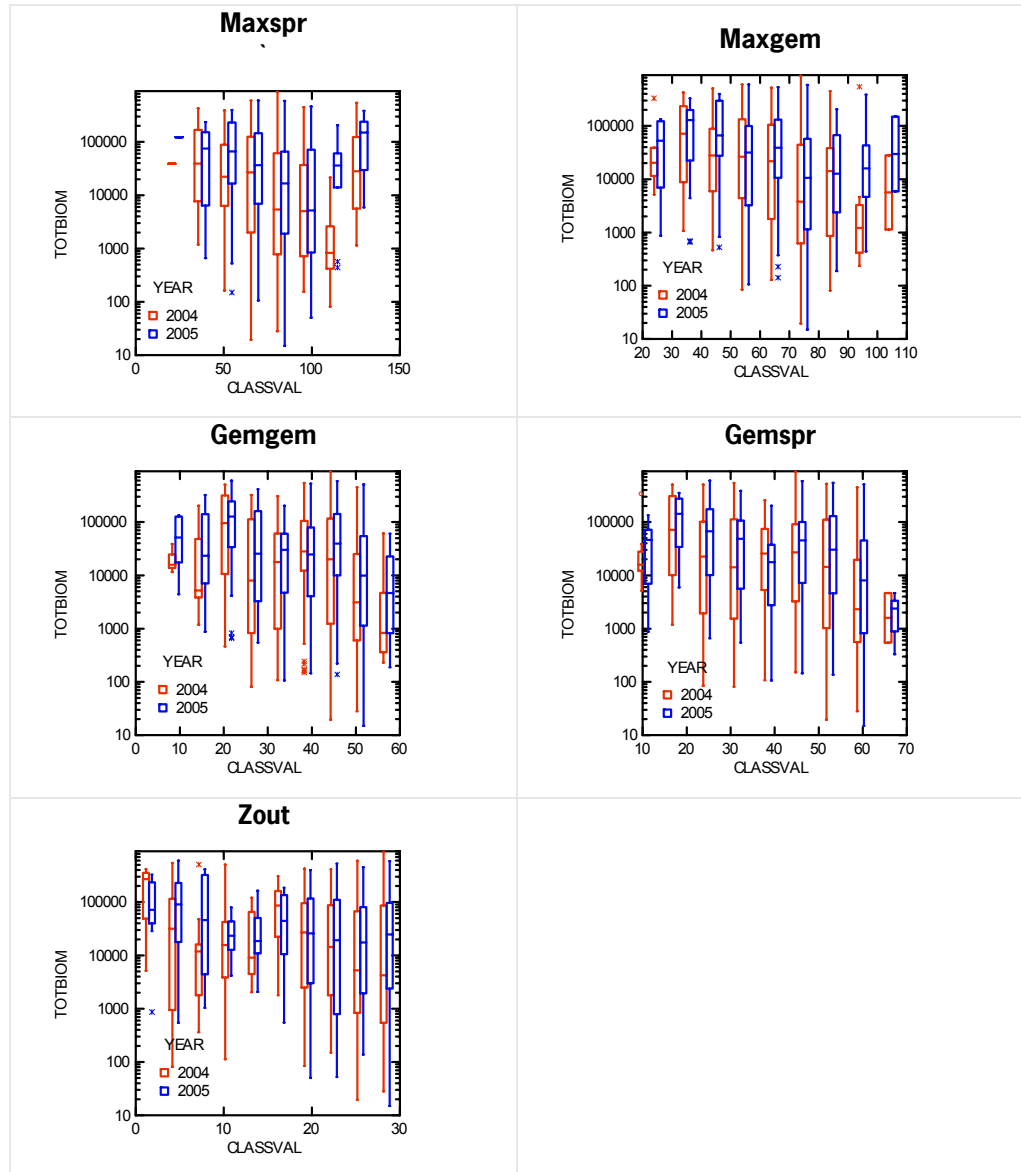 Maxspr
Maxgem
TOTBIOM
100000
10000
1000
100
10
YEAR
2004
2005
0 50 100 150
CLASSVAL
TOTBIOM
100000
10000
1000
100
10
YEAR
2004
2005
20 30 40 50 60 70 80 90 100 110
CLASSVAL
Gemgem
Gemspr
TOTBIOM
100000
10000
1000
100
10
YEAR
2004
2005
0 10 20 30 40 50 60
CLASSVAL
TOTBIOM
100000
10000
1000
100
10
YEAR
2004
2005
10 20 30 40 50 60 70
CLASSVAL
Zout
TOTBIOM
100000
10000
1000
100
10
YEAR
2004
2005
0 10 20 30
CLASSVAL